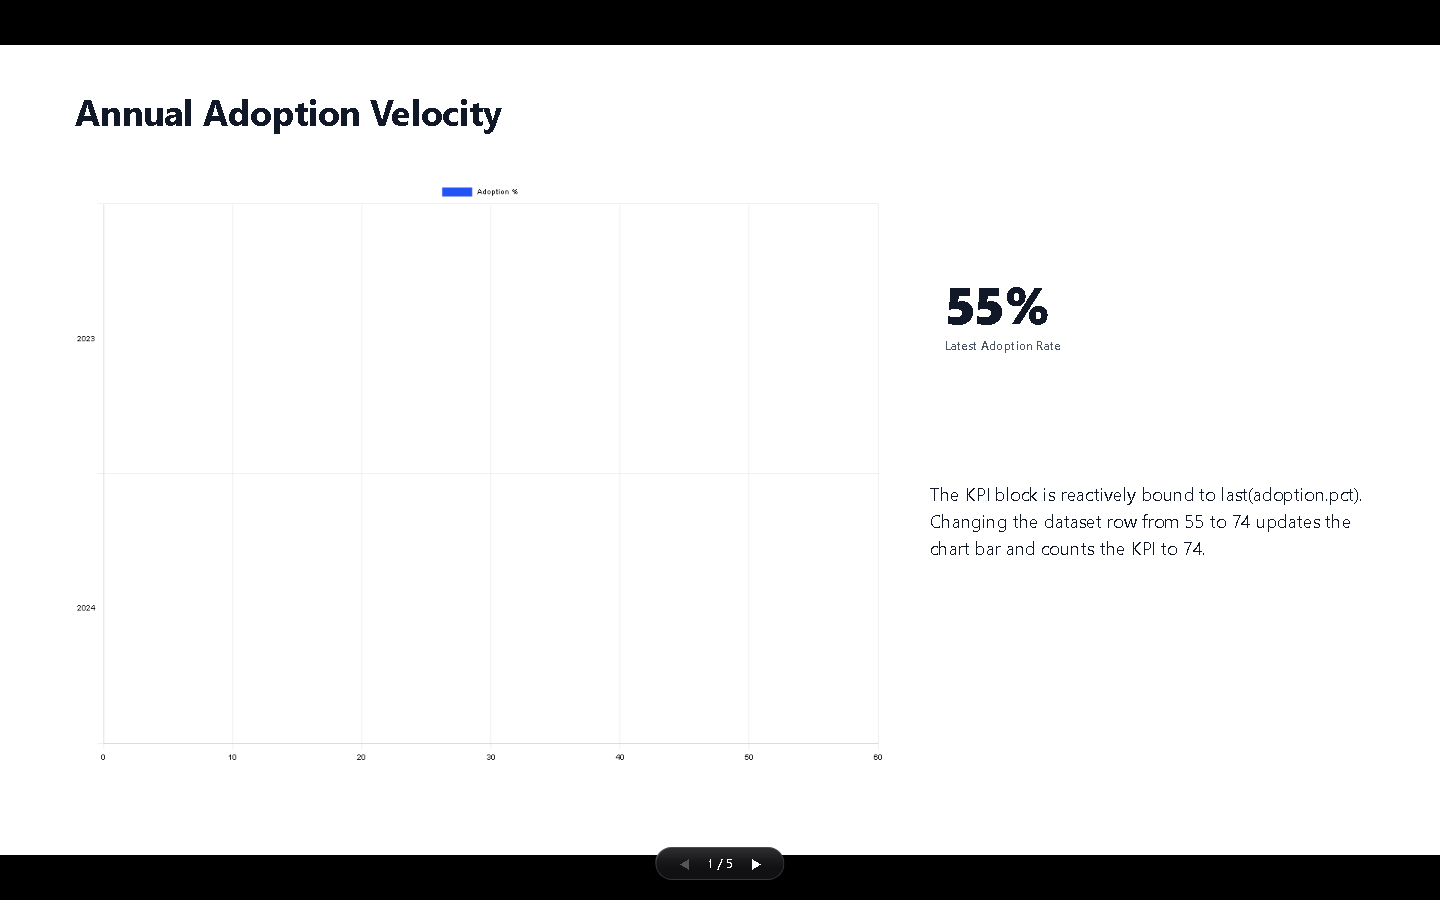 Annual Adoption Velocity
Adoption %
2023
2024
0 10 20 30 40 50 60
55%
Latest Adoption Rate
The KPI block is reactively bound to last(adoption.pct).
Changing the dataset row from 55 to 74 updates the
chart bar and counts the KPI to 74.
1 / 5